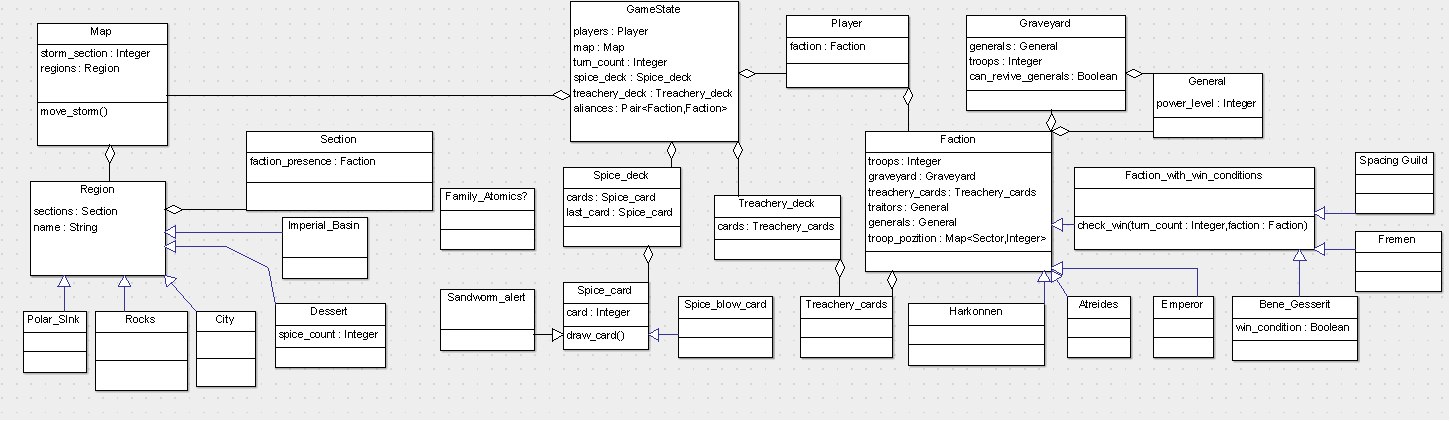 Map
storm_section : Integer
regions : Region
move_storm()
GameState
players : Player
map : Map
turn_count : Integer
spice_deck : Spice_deck
treachery_deck : Treachery_deck
aliances : Pair<Faction,Faction>
Player
faction : Faction
Graveyard
generals : General
troops : Integer
can_revive_generals : Boolean
General
power_level : Integer
Section
faction_presence : Faction
Region
sections : Section
name : String
Imperial_Basin
Family_Atomics?
Spice_deck
cards : Spice_card
last_card : Spice_card
Treachery_deck
cards : Treachery_cards
Faction
troops : Integer
graveyard : Graveyard
treachery_cards : Treachery_cards
traitors : General
generals : General
troop_pozition : Map<Sector,Integer>
Faction_with_win_conditions
check_win(turn_count : Integer,faction : Faction)
Spacing Guild
Fremen
Polar_SInk
Rocks
City
Dessert
spice_count : Integer
Sandworm_alert
Spice_card
card : Integer
draw_card()
Spice_blow_card
Treachery_cards
Harkonnen
Atreides
Emperor
Bene_Gesserit
win_condition : Boolean